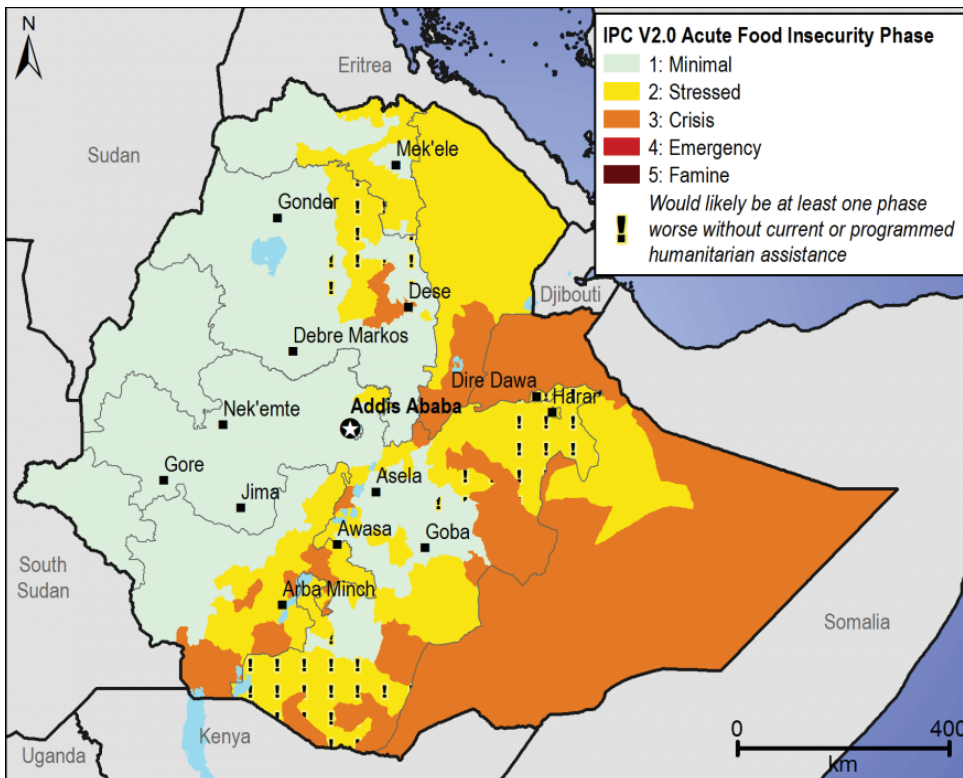 N
IPC V2.0 Acute Food Insecurity Phase
1: Minimal
2: Stressed
3: Crisis
4: Emergency
5: Famine
! Would likely be at least one phase
worse without current or programmed
humanitarian assistance
Eritrea
Sudan
Mek'ele
Gonder
Dese
Djibouti
Debre Markos
Dire Dawa
Harar
Addis Ababa
Nek'emte
Gore
Asela
Jima
Awasa
Goba
South
Sudan
Arba Minch
Somalia
Kenya
Uganda
0 400
km